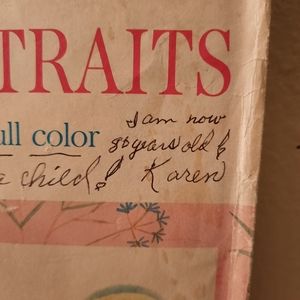 TRAITS
I am now
ull color 80 years old &
a child! Karen